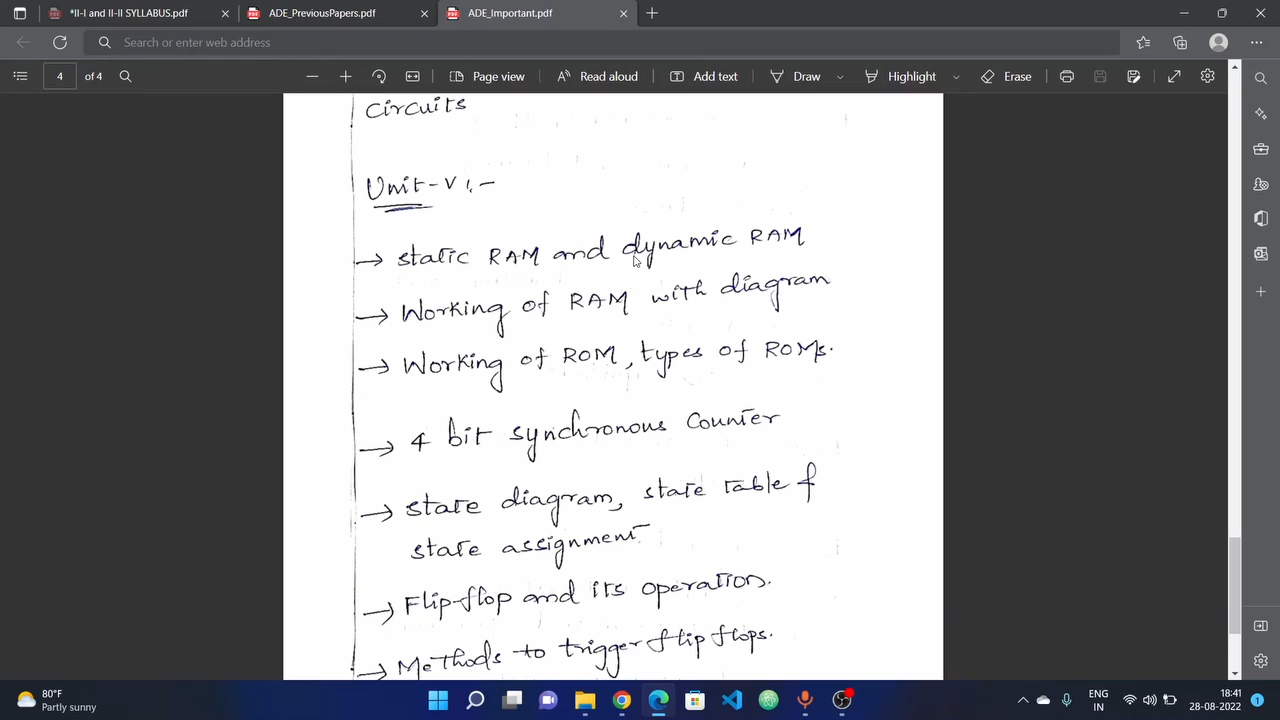 *II-I and II-II SYLLABUS.pdf
ADE_PreviousPapers.pdf
ADE_Important.pdf
Search or enter web address
4 of 4
Page view
Read aloud
Add text
Draw
Highlight
Erase
Circuits
Unit-V :-
→ static RAM and dynamic RAM
→ Working of RAM with diagram
→ Working of ROM, types of ROMs.
→ 4 bit synchronous Counter
→ state diagram, state table &
state assignment
→ Flip-flop and its operation.
→ Methods to trigger flip flops.
80°F
Partly sunny
ENG
IN
18:41
28-08-2022
1